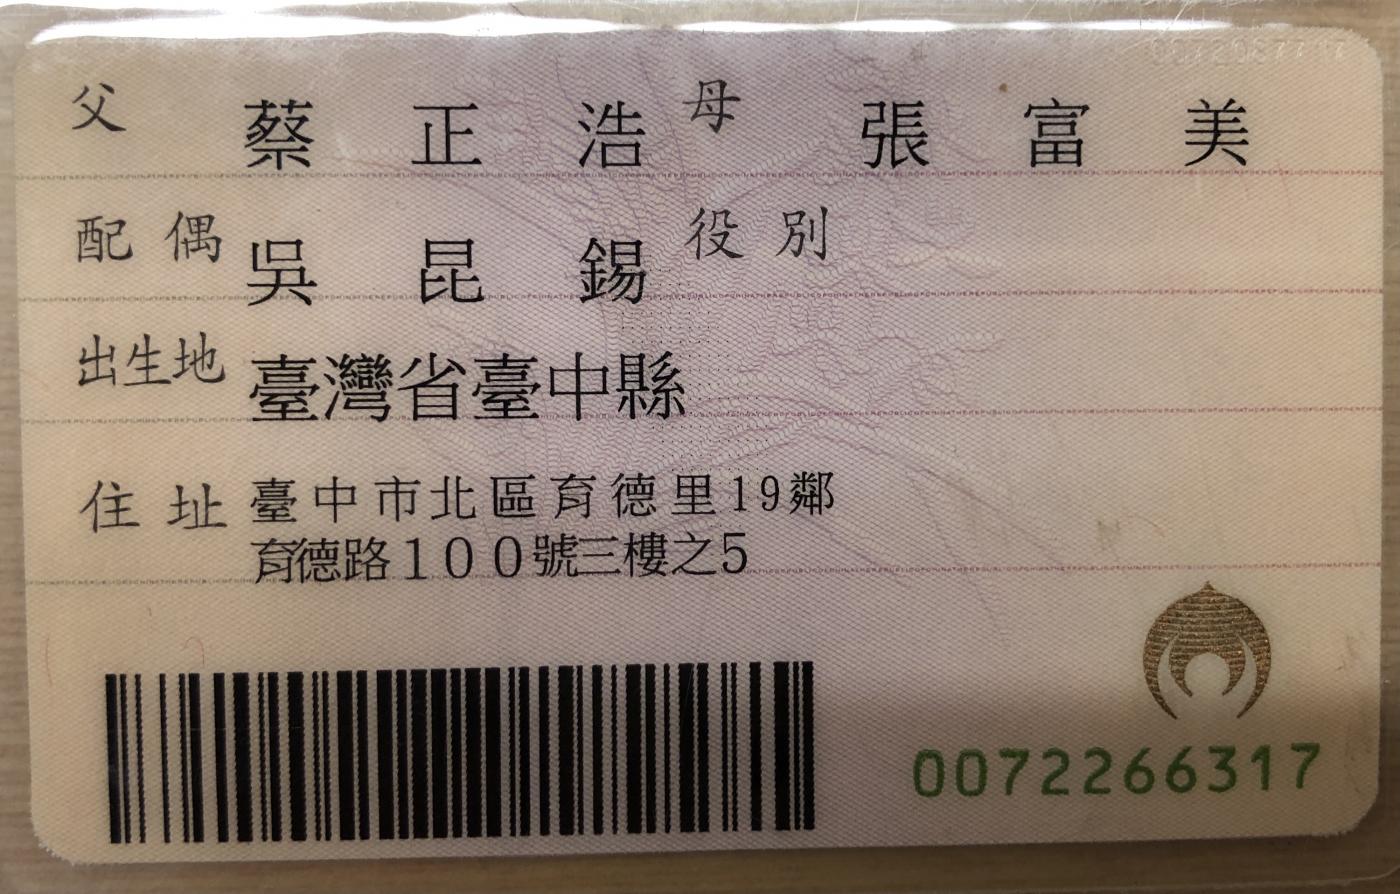 父 蔡正浩 母 張富美
配偶 吳昆錫 役別
出生地 臺灣省臺中縣
住址 臺中市北區育德里19鄰
育德路100號三樓之5
0072266317